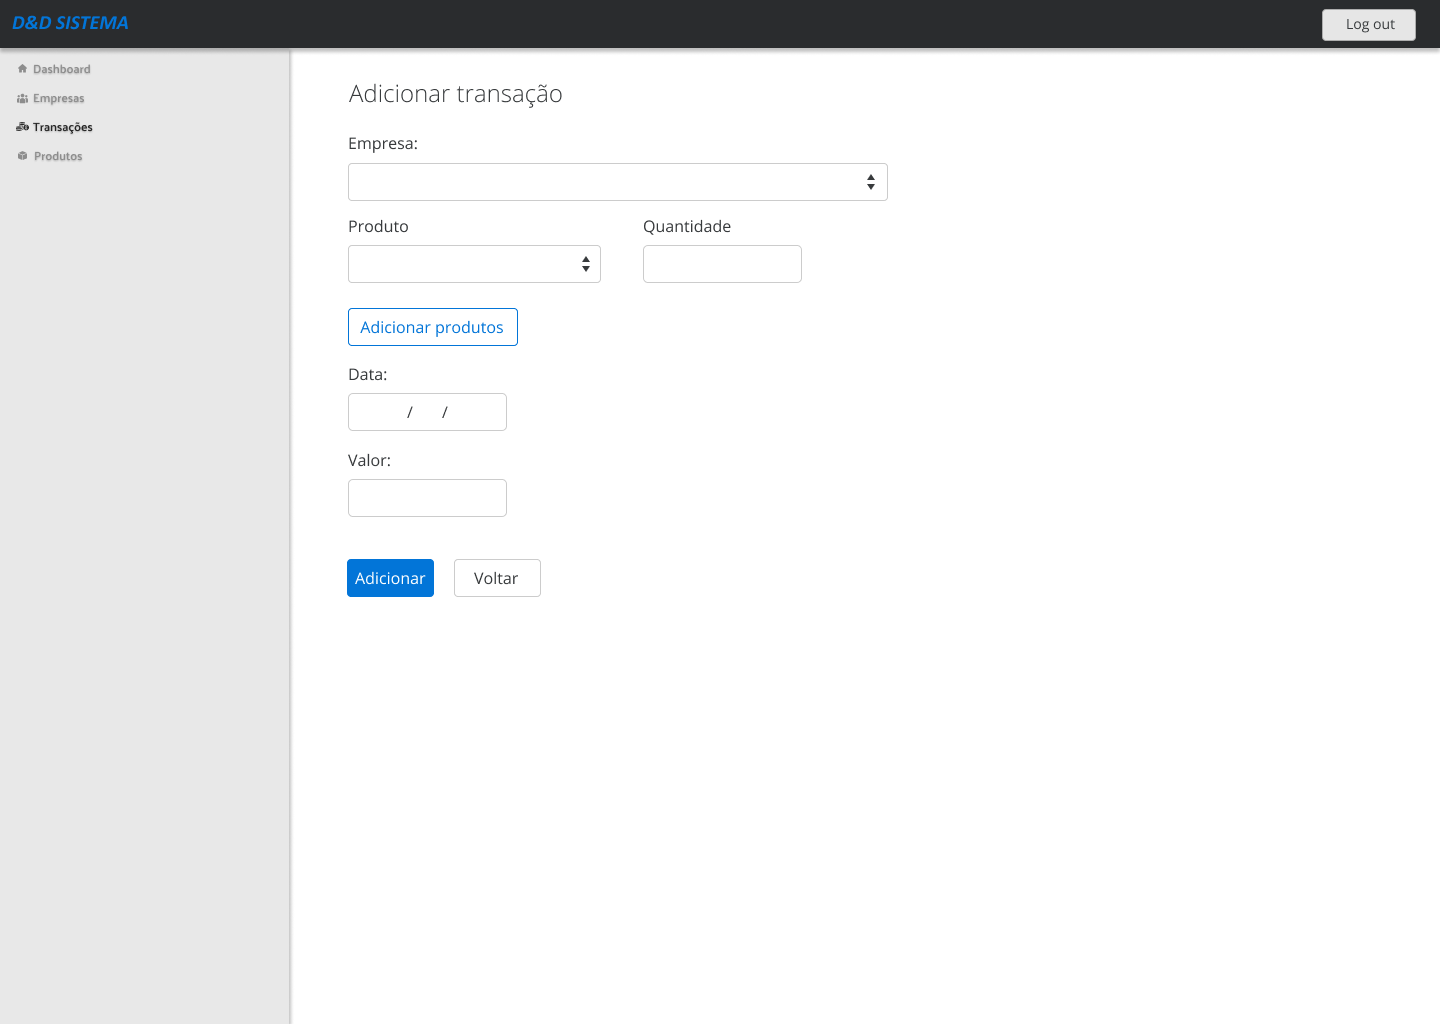 D&D SISTEMA
Log out
Dashboard
Empresas
Transações
Produtos
Adicionar transação
Empresa:
Produto
Quantidade
Adicionar produtos
Data:
/ /
Valor:
Adicionar
Voltar